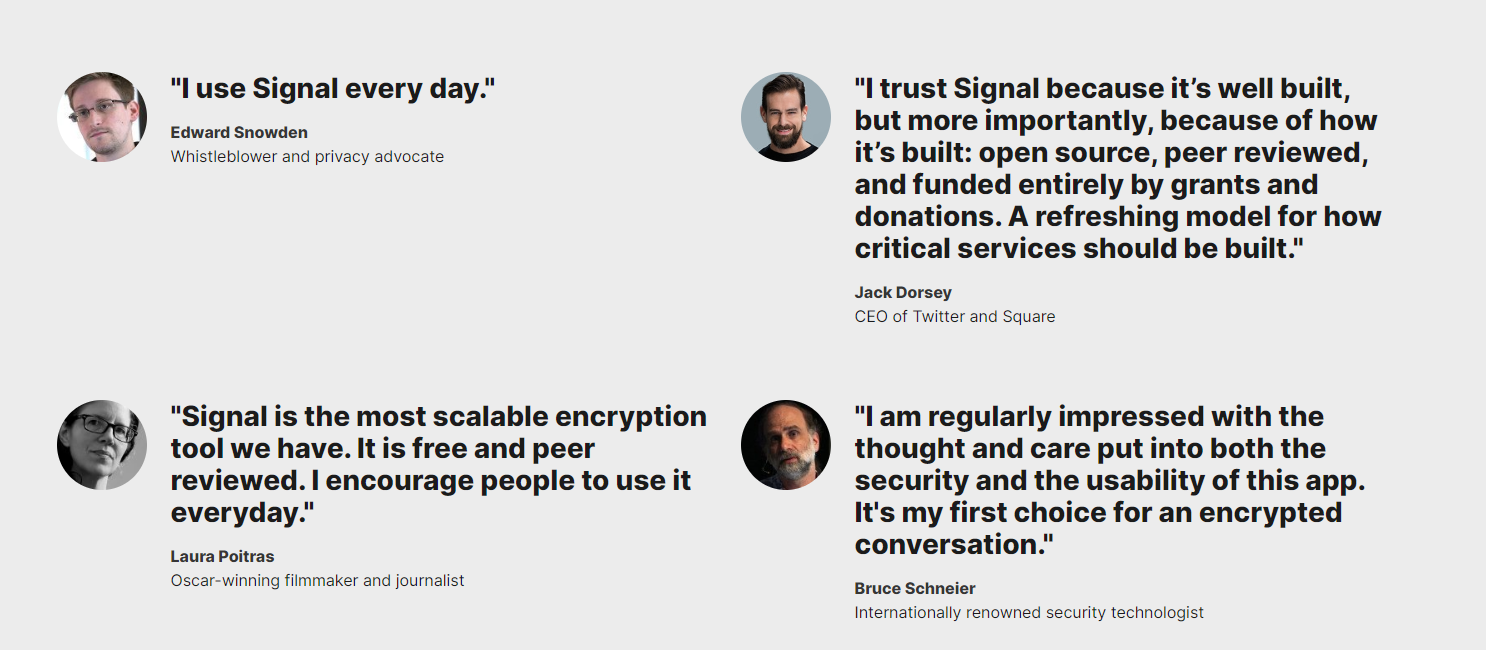 "I use Signal every day."
Edward Snowden
Whistleblower and privacy advocate
"I trust Signal because it’s well built,
but more importantly, because of how
it’s built: open source, peer reviewed,
and funded entirely by grants and
donations. A refreshing model for how
critical services should be built."
Jack Dorsey
CEO of Twitter and Square
"Signal is the most scalable encryption
tool we have. It is free and peer
reviewed. I encourage people to use it
everyday."
Laura Poitras
Oscar-winning filmmaker and journalist
"I am regularly impressed with the
thought and care put into both the
security and the usability of this app.
It's my first choice for an encrypted
conversation."
Bruce Schneier
Internationally renowned security technologist